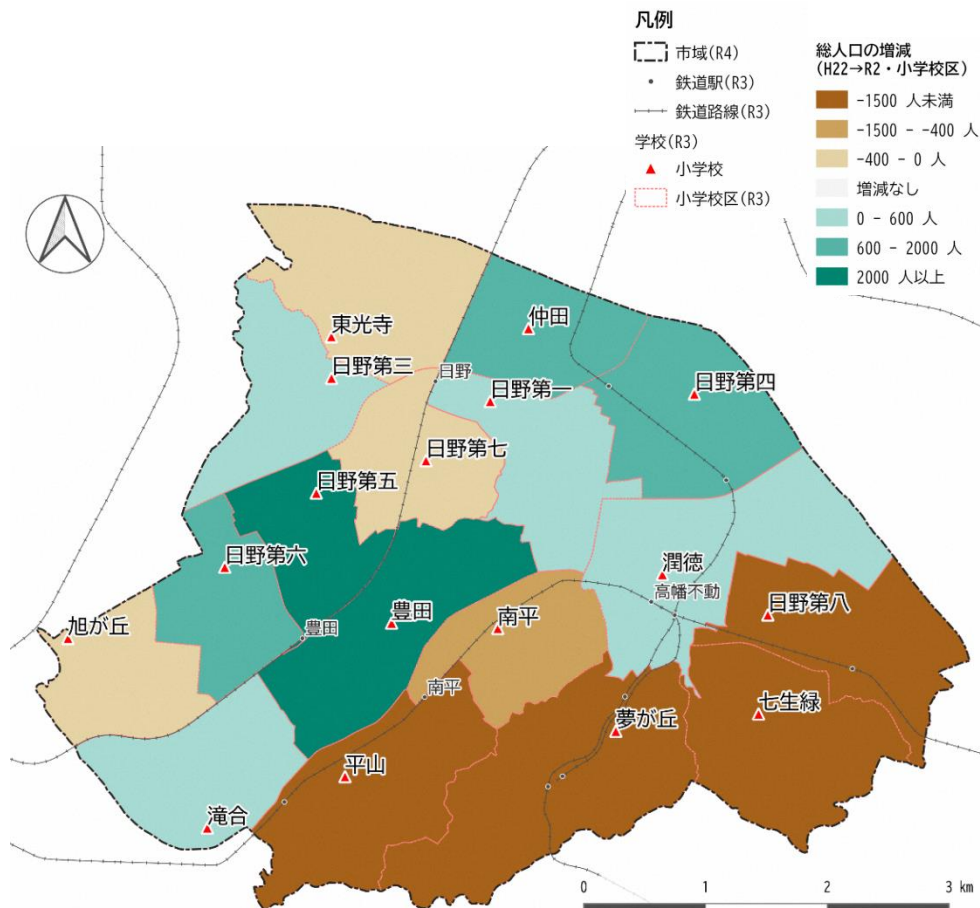 凡例
市域(R4)
鉄道駅(R3)
鉄道路線(R3)
学校(R3)
小学校
小学校区(R3)
総人口の増減
(H22→R2・小学校区)
-1500 人未満
-1500 - -400 人
-400 - 0 人
増減なし
0 - 600 人
600 - 2000 人
2000 人以上
東光寺
仲田
日野第三
日野
日野第一
日野第四
日野第七
日野第五
日野第六
潤徳
高幡不動
日野第八
旭が丘
豊田
豊田
南平
南平
七生緑
夢が丘
平山
滝合
0 1 2 3 km